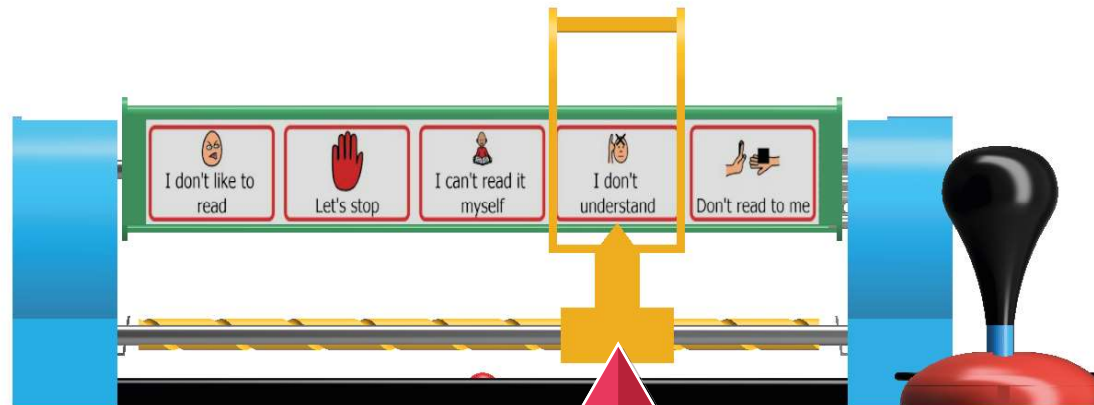 I don't like to
read
Let's stop
I can't read it
myself
I don't
understand
Don't read to me